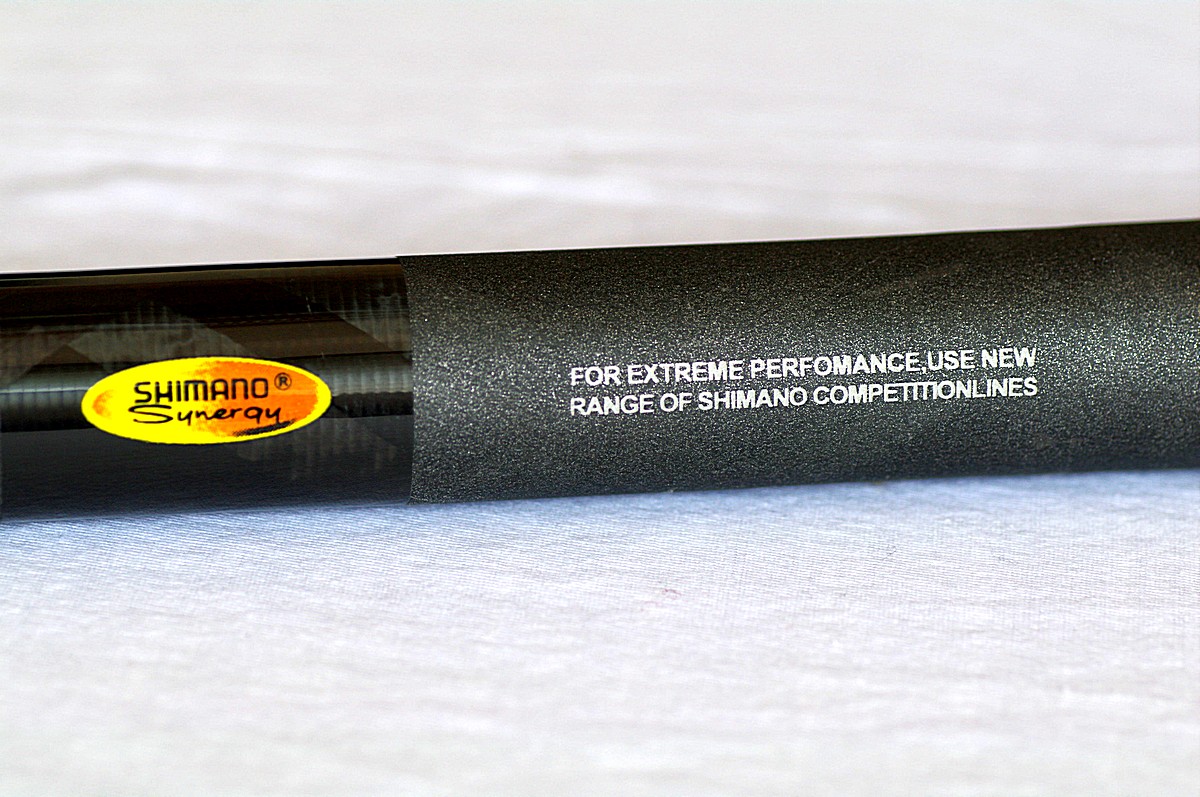 SHIMANO®
Synergy
FOR EXTREME PERFOMANCE,USE NEW
RANGE OF SHIMANO COMPETITIONLINES